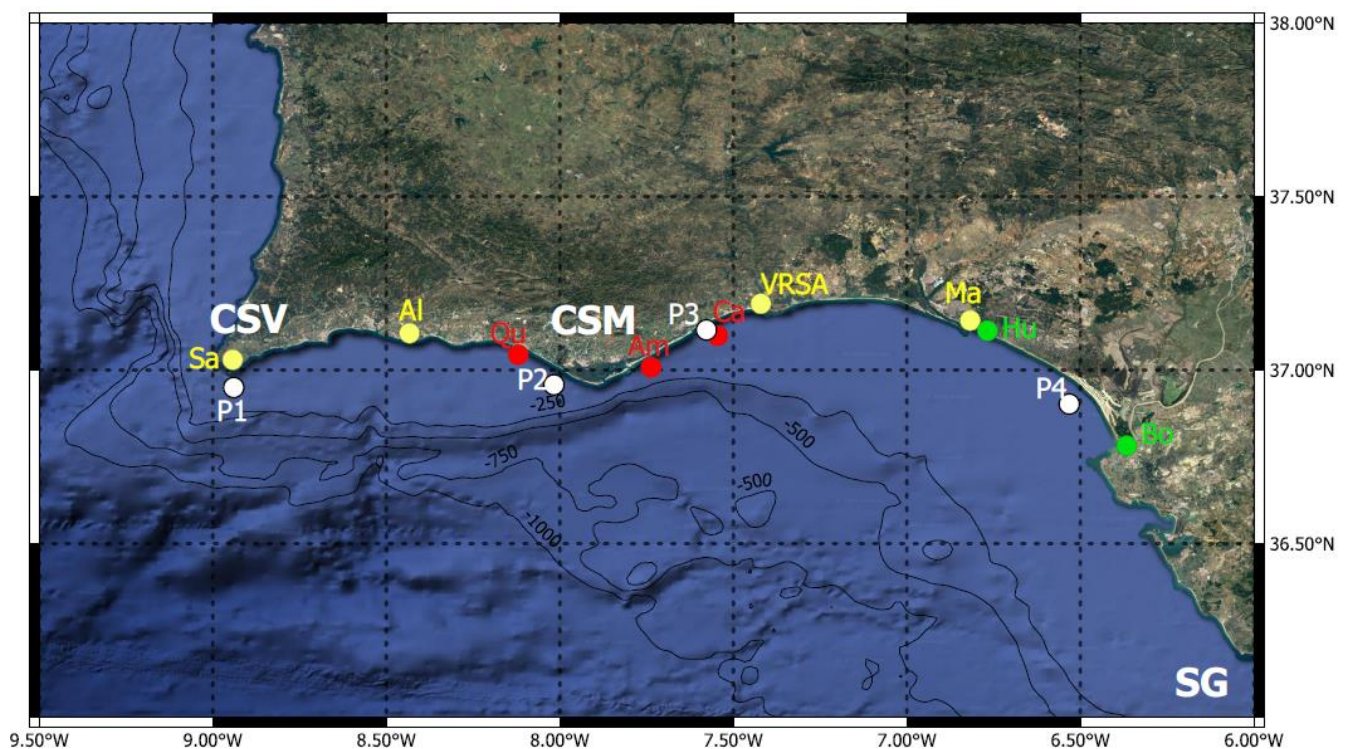 38.00°N
37.50°N
VRSA
Ma
CSV
Al
CSM
P3
Ca
Hu
Qu
Am
Sa
37.00°N
P1
P2
P4
-250
-500
Bo
-750
-500
-1000
36.50°N
SG
9.50°W
9.00°W
8.50°W
8.00°W
7.50°W
7.00°W
6.50°W
6.00°W